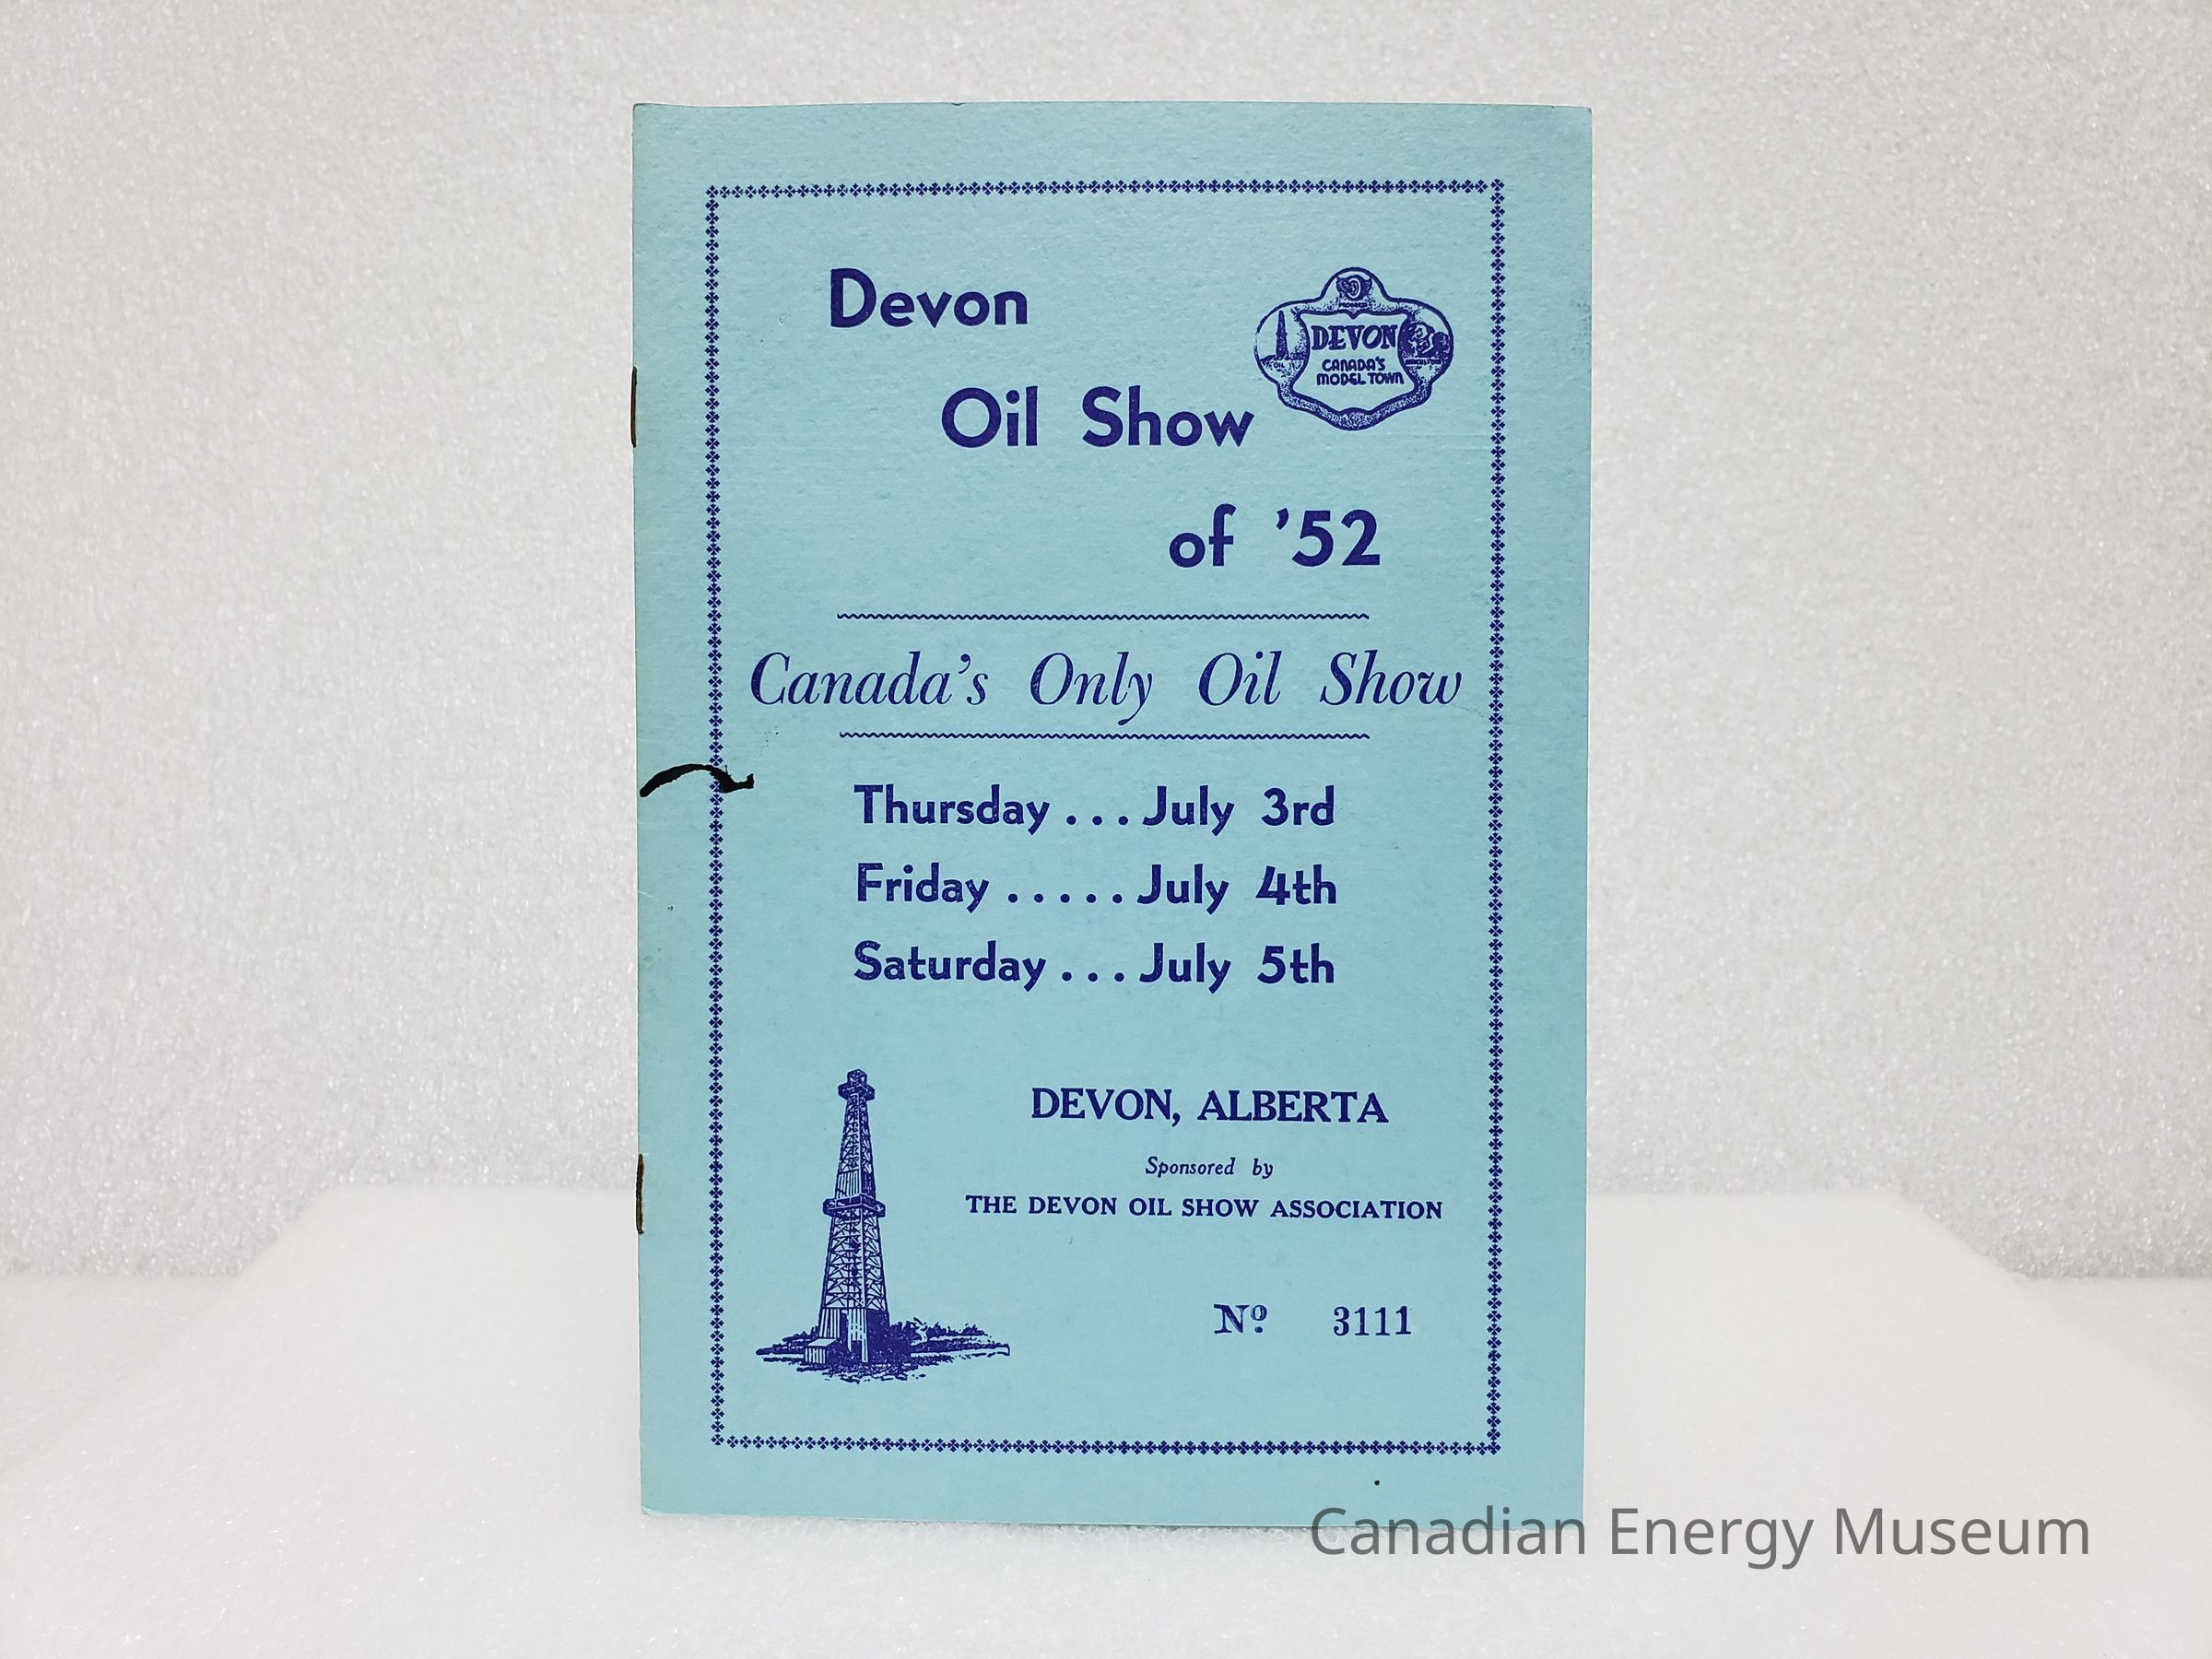 Devon
Oil Show
of '52
DEVON
CANADA'S
MODEL TOWN
OIL
Canada's Only Oil Show
Thursday ... July 3rd
Friday ..... July 4th
Saturday ... July 5th
DEVON, ALBERTA
Sponsored by
THE DEVON OIL SHOW ASSOCIATION
Nº 3111
Canadian Energy Museum